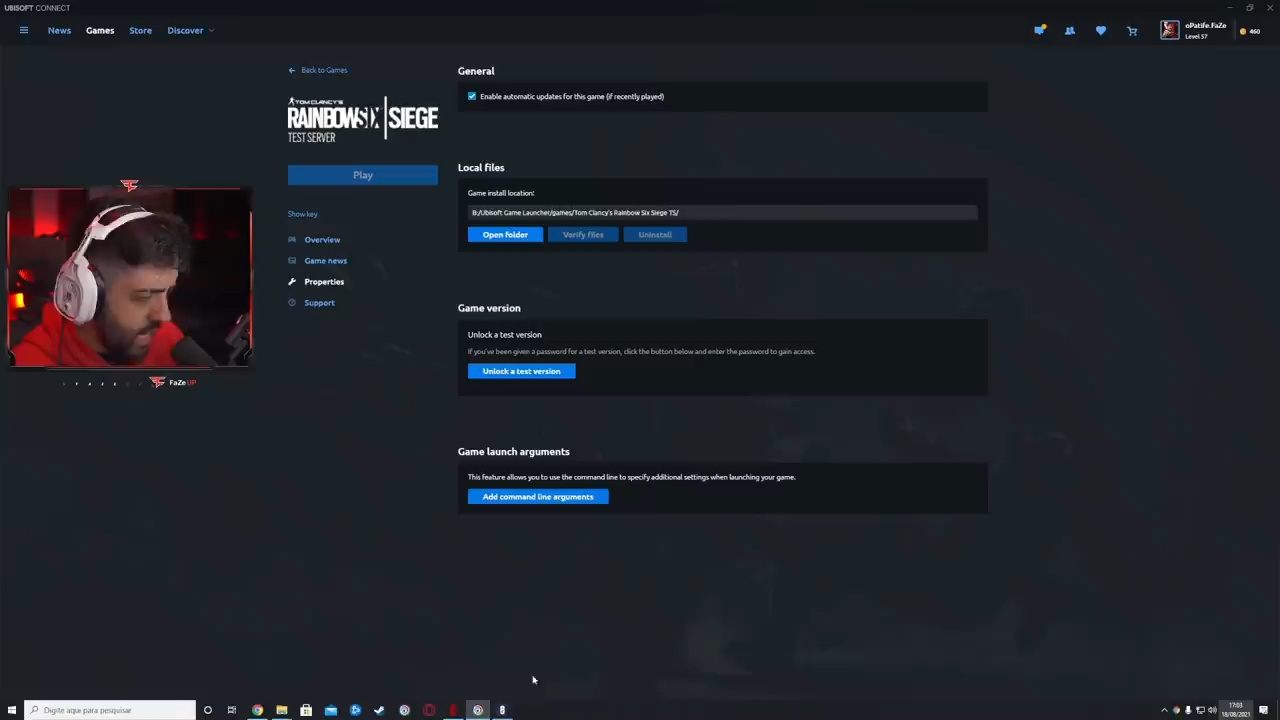 UBISOFT CONNECT
News
Games
Store
Discover
oPatife.FaZe
Level 57
460
Back to Games
TOM CLANCY'S
RAINBOWSIX | SIEGE
TEST SERVER
Play
Show key
Overview
Game news
Properties
Support
General
Enable automatic updates for this game (if recently played)
Local files
Game install location:
B:/Ubisoft Game Launcher/games/Tom Clancy's Rainbow Six Siege TS/
Open folder
Verify files
Uninstall
Game version
Unlock a test version
If you've been given a password for a test version, click the button below and enter the password to gain access.
Unlock a test version
Game launch arguments
This feature allows you to use the command line to specify additional settings when launching your game.
Add command line arguments
FaZe UP
Digite aqui para pesquisar
17:03
18/08/2021